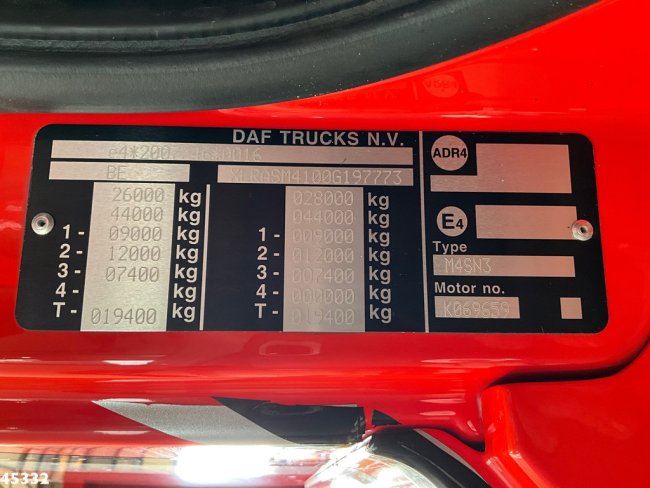 DAF TRUCKS N.V.
e4*200
BE XLRASM4100G197773
26000 kg 028000 kg
44000 kg 044000 kg
1- 09000 kg 1- 009000 kg
2- 12000 kg 2- 012000 kg
3- 07400 kg 3- 007400 kg
4- kg 4- 000000 kg
T- 019400 kg T- 019400 kg
ADR4
E4
Type
M4SN3
Motor no.
K069659
45332